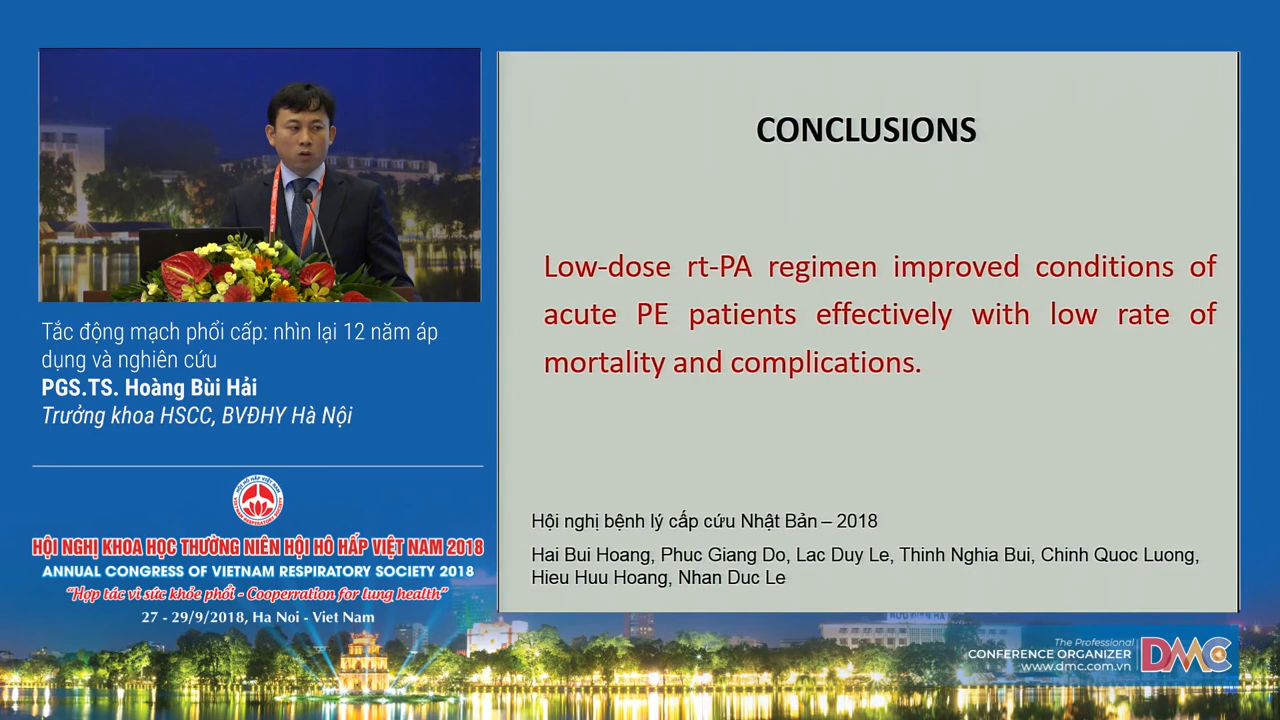 Tắc động mạch phổi cấp: nhìn lại 12 năm áp
dụng và nghiên cứu
PGS.TS. Hoàng Bùi Hải
Trưởng khoa HSCC, BVĐHY Hà Nội
HỘI NGHỊ KHOA HỌC THƯỜNG NIÊN HỘI HÔ HẤP VIỆT NAM 2018
ANNUAL CONGRESS OF VIETNAM RESPIRATORY SOCIETY 2018
“Hợp tác vì sức khỏe phổi - Cooperration for lung health”
27 - 29/9/2018, Ha Noi - Viet Nam
CONCLUSIONS
Low-dose rt-PA regimen improved conditions of
acute PE patients effectively with low rate of
mortality and complications.
Hội nghị bệnh lý cấp cứu Nhật Bản – 2018
Hai Bui Hoang, Phuc Giang Do, Lac Duy Le, Thinh Nghia Bui, Chinh Quoc Luong,
Hieu Huu Hoang, Nhan Duc Le
The Professional
CONFERENCE ORGANIZER
www.dmc.com.vn
DMC